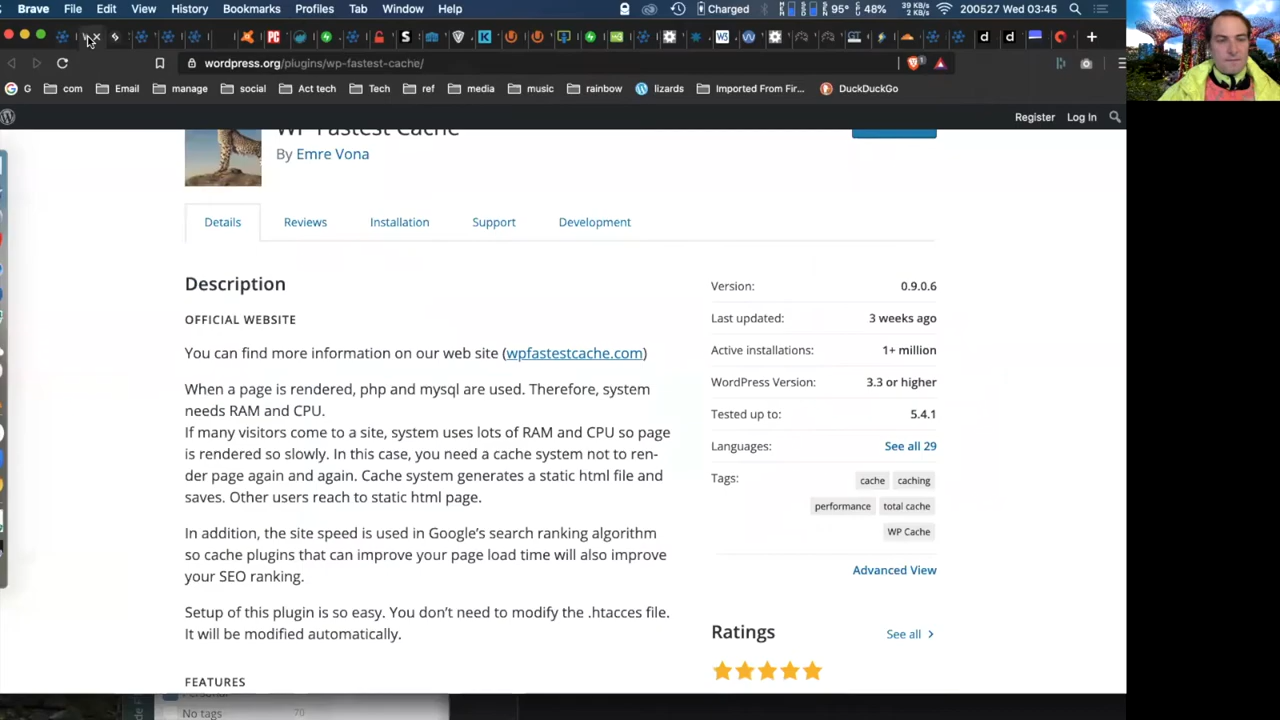 Brave File Edit View History Bookmarks Profiles Tab Window Help Charged 95° 48% 39 KB/s 2 KB/s 200527 Wed 03:45
wordpress.org/plugins/wp-fastest-cache/
G com Email manage social Act tech Tech ref media music rainbow lizards Imported From Fir... DuckDuckGo
Register Log In
WP Fastest Cache
By Emre Vona
Details Reviews Installation Support Development
Description
OFFICIAL WEBSITE
You can find more information on our web site (wpfastestcache.com)
When a page is rendered, php and mysql are used. Therefore, system
needs RAM and CPU.
If many visitors come to a site, system uses lots of RAM and CPU so page
is rendered so slowly. In this case, you need a cache system not to ren-
der page again and again. Cache system generates a static html file and
saves. Other users reach to static html page.
In addition, the site speed is used in Google's search ranking algorithm
so cache plugins that can improve your page load time will also improve
your SEO ranking.
Setup of this plugin is so easy. You don't need to modify the .htacces file.
It will be modified automatically.
FEATURES
Version: 0.9.0.6
Last updated: 3 weeks ago
Active installations: 1+ million
WordPress Version: 3.3 or higher
Tested up to: 5.4.1
Languages: See all 29
Tags: cache caching
performance total cache
WP Cache
Advanced View
Ratings See all
No tags 70